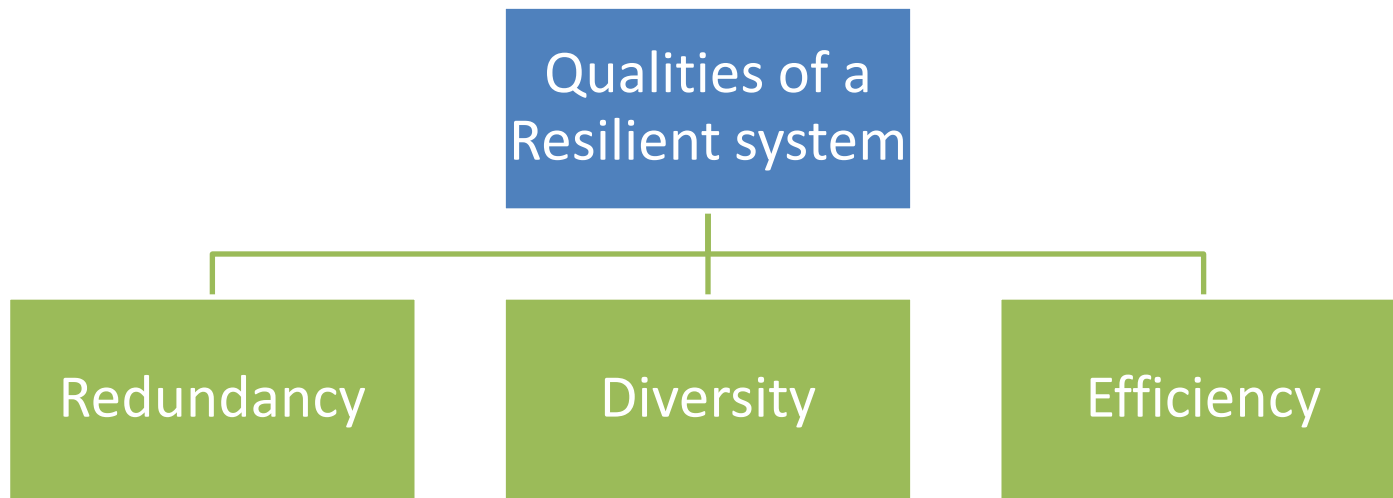 Qualities of a
Resilient system
Redundancy
Diversity
Efficiency